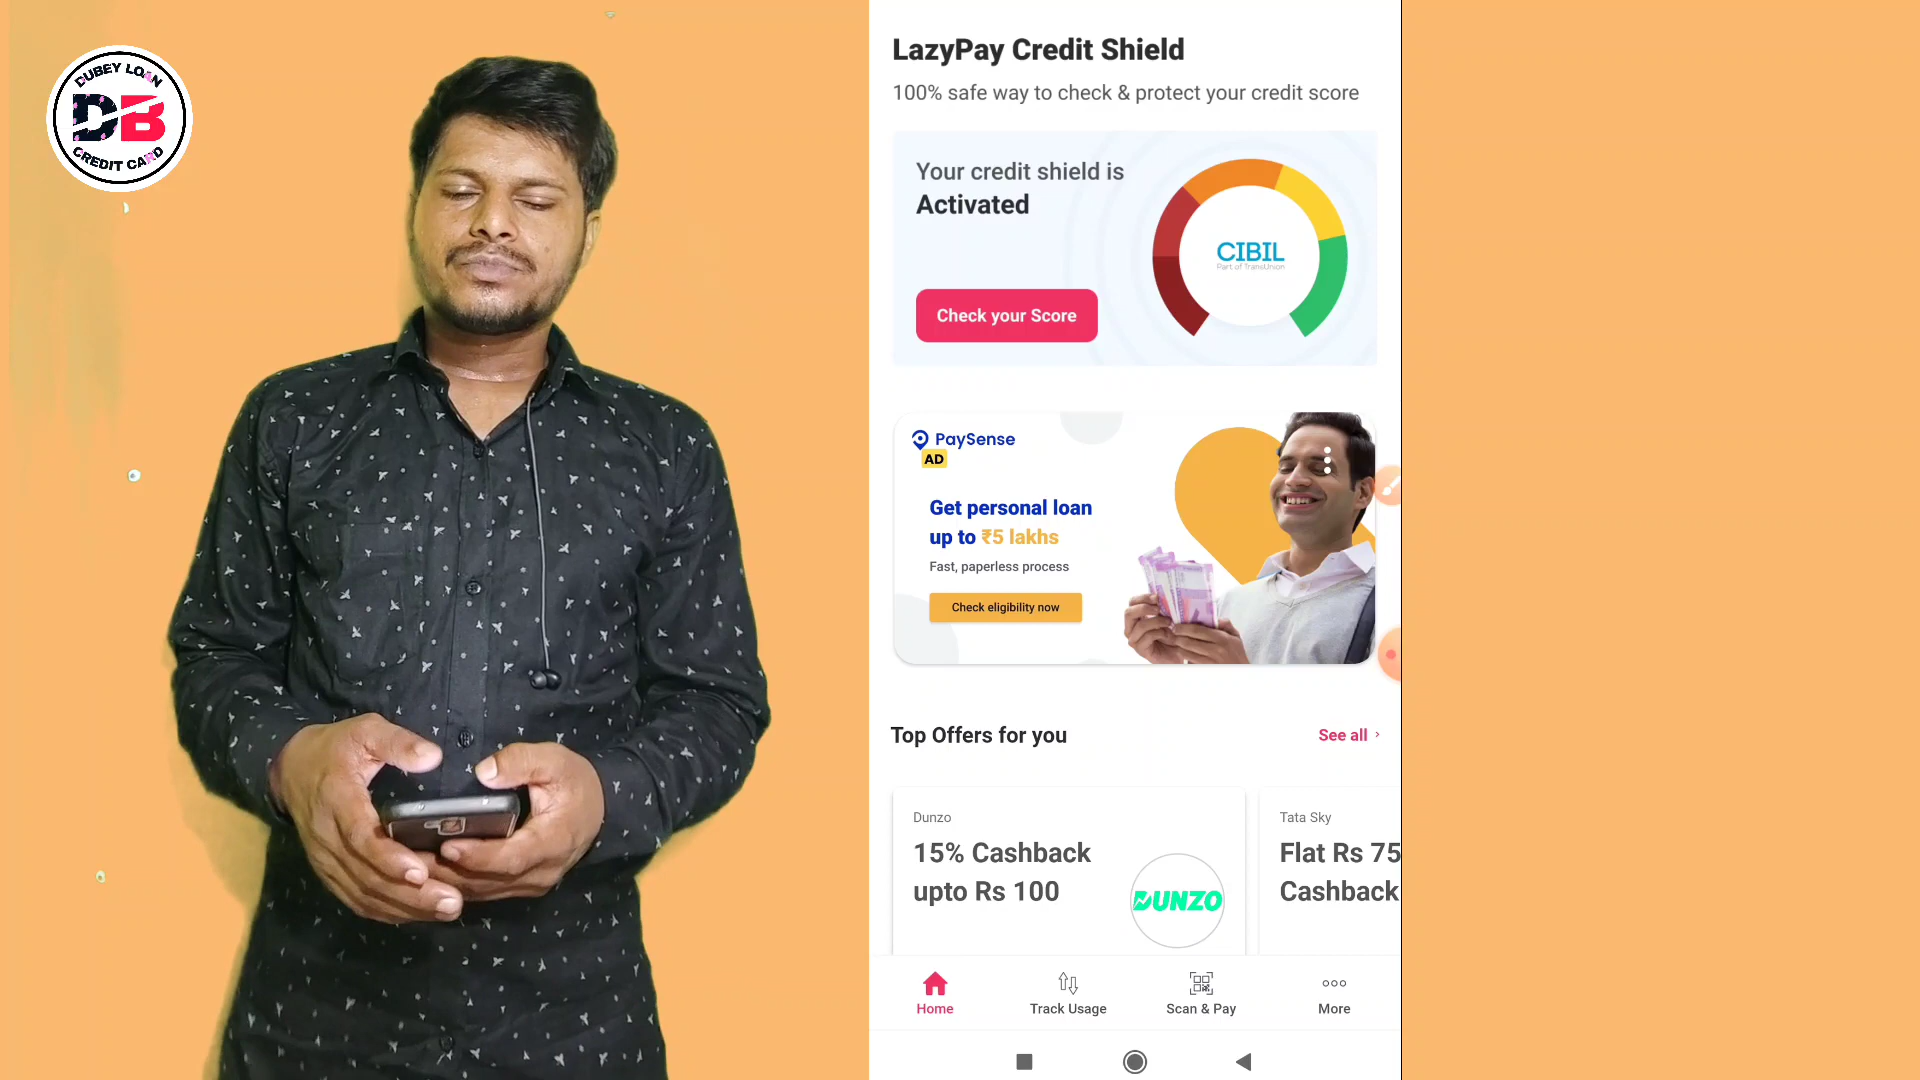 DUBEY LOAN
DB
CREDIT CARD
LazyPay Credit Shield
100% safe way to check & protect your credit score
Your credit shield is
Activated
CIBIL
Part of TransUnion
Check your Score
PaySense
AD
Get personal loan
up to ₹5 lakhs
Fast, paperless process
Check eligibility now
Top Offers for you
See all ›
Dunzo
15% Cashback
upto Rs 100
DUNZO
Tata Sky
Flat Rs 75
Cashback
Home
Track Usage
Scan & Pay
More